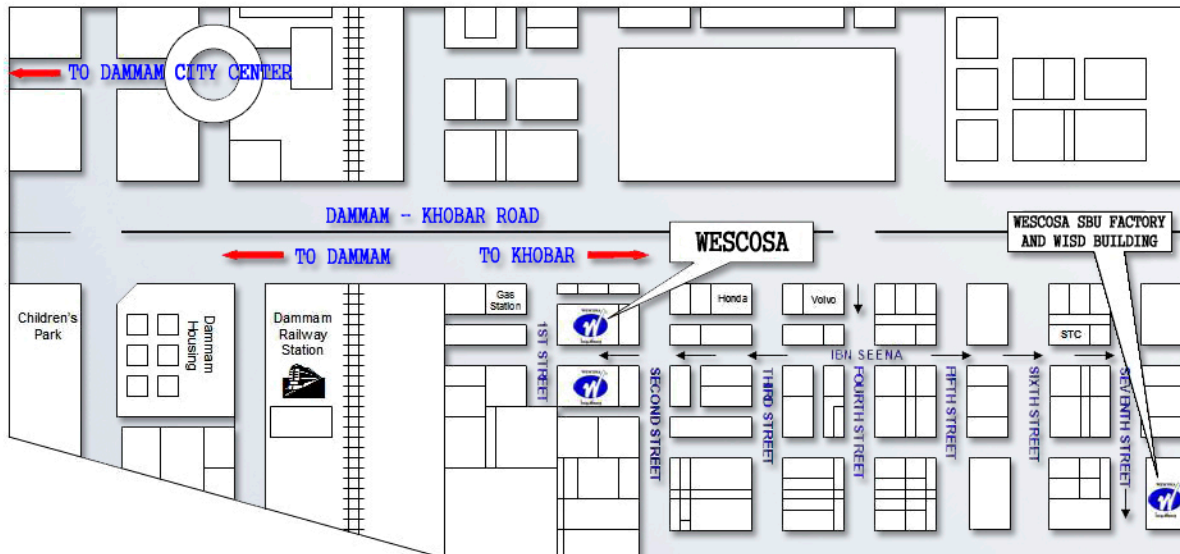 TO DAMMAM CITY CENTER
DAMMAM - KHOBAR ROAD
TO DAMMAM
TO KHOBAR
WESCOSA
WESCOSA SBU FACTORY
AND WISD BUILDING
Children's
Park
Dammam
Housing
Dammam
Railway
Station
Gas
Station
Honda
Volvo
STC
IBN SEENA
1ST STREET
SECOND STREET
THIRD STREET
FOURTH STREET
FIFTH STREET
SIXTH STREET
SEVENTH STREET